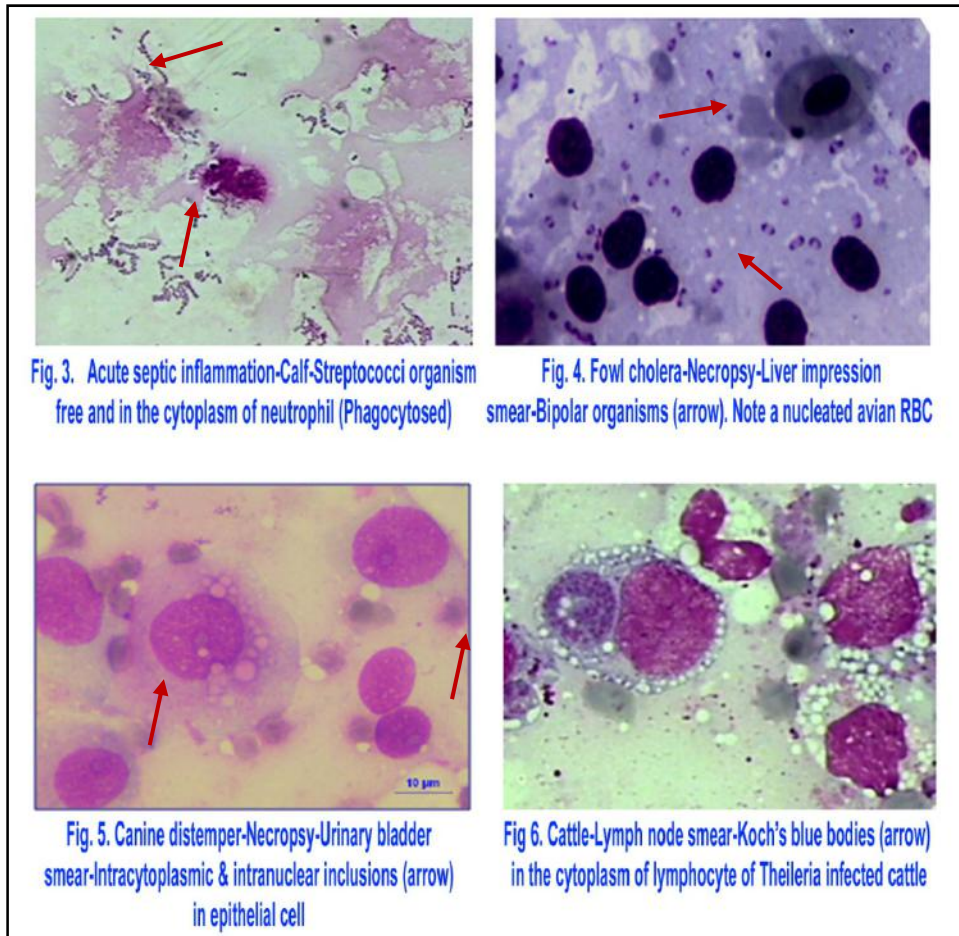 Fig. 3. Acute septic inflammation-Calf-Streptococci organism
free and in the cytoplasm of neutrophil (Phagocytosed)
Fig. 4. Fowl cholera-Necropsy-Liver impression
smear-Bipolar organisms (arrow). Note a nucleated avian RBC
10 µm
Fig. 5. Canine distemper-Necropsy-Urinary bladder
smear-Intracytoplasmic & intranuclear inclusions (arrow)
in epithelial cell
Fig 6. Cattle-Lymph node smear-Koch's blue bodies (arrow)
in the cytoplasm of lymphocyte of Theileria infected cattle